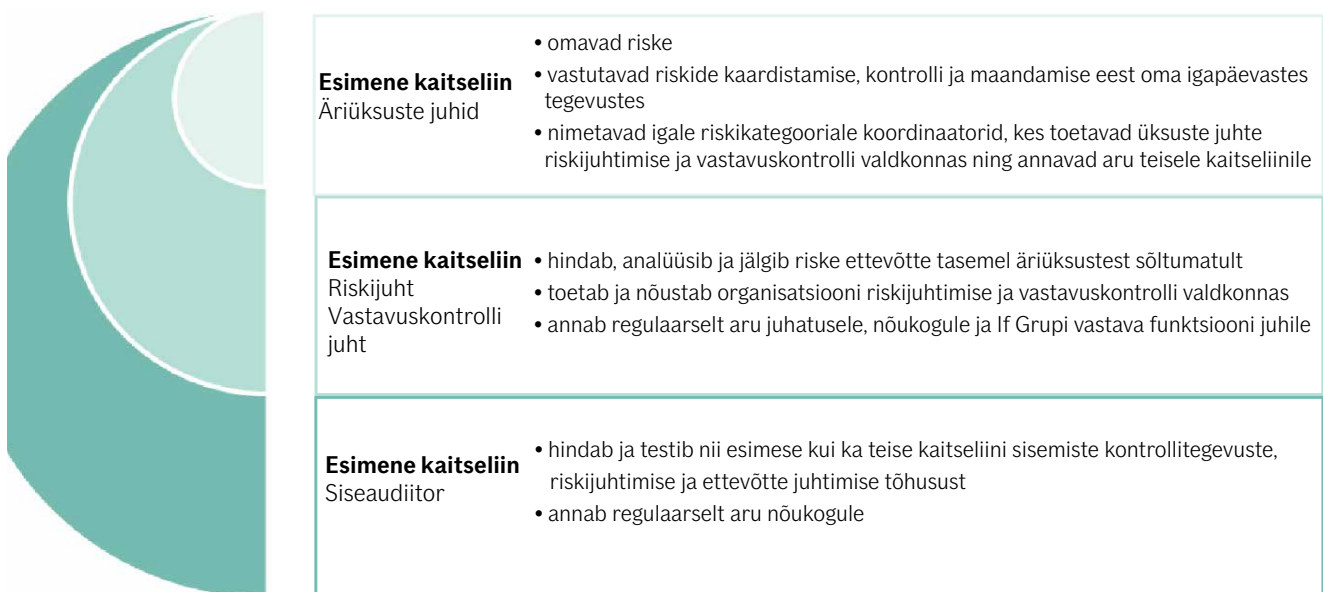 Esimene kaitseliin
Äriüksuste juhid
• omavad riske
• vastutavad riskide kaardistamise, kontrolli ja maandamise eest oma igapäevastes
tegevustes
• nimetavad igale riskikategooriale koordinaatorid, kes toetavad üksuste juhte
riskijuhtimise ja vastavuskontrolli valdkonnas ning annavad aru teisele kaitseliinile
Esimene kaitseliin
Riskijuht
Vastavuskontrolli
juht
• hindab, analüüsib ja jälgib riske ettevõtte tasemel äriüksustest sõltumatult
• toetab ja nõustab organisatsiooni riskijuhtimise ja vastavuskontrolli valdkonnas
• annab regulaarselt aru juhatusele, nõukogule ja If Grupi vastava funktsiooni juhile
Esimene kaitseliin
Siseaudiitor
• hindab ja testib nii esimese kui ka teise kaitseliini sisemiste kontrollitegevuste,
riskijuhtimise ja ettevõtte juhtimise tõhusust
• annab regulaarselt aru nõukogule